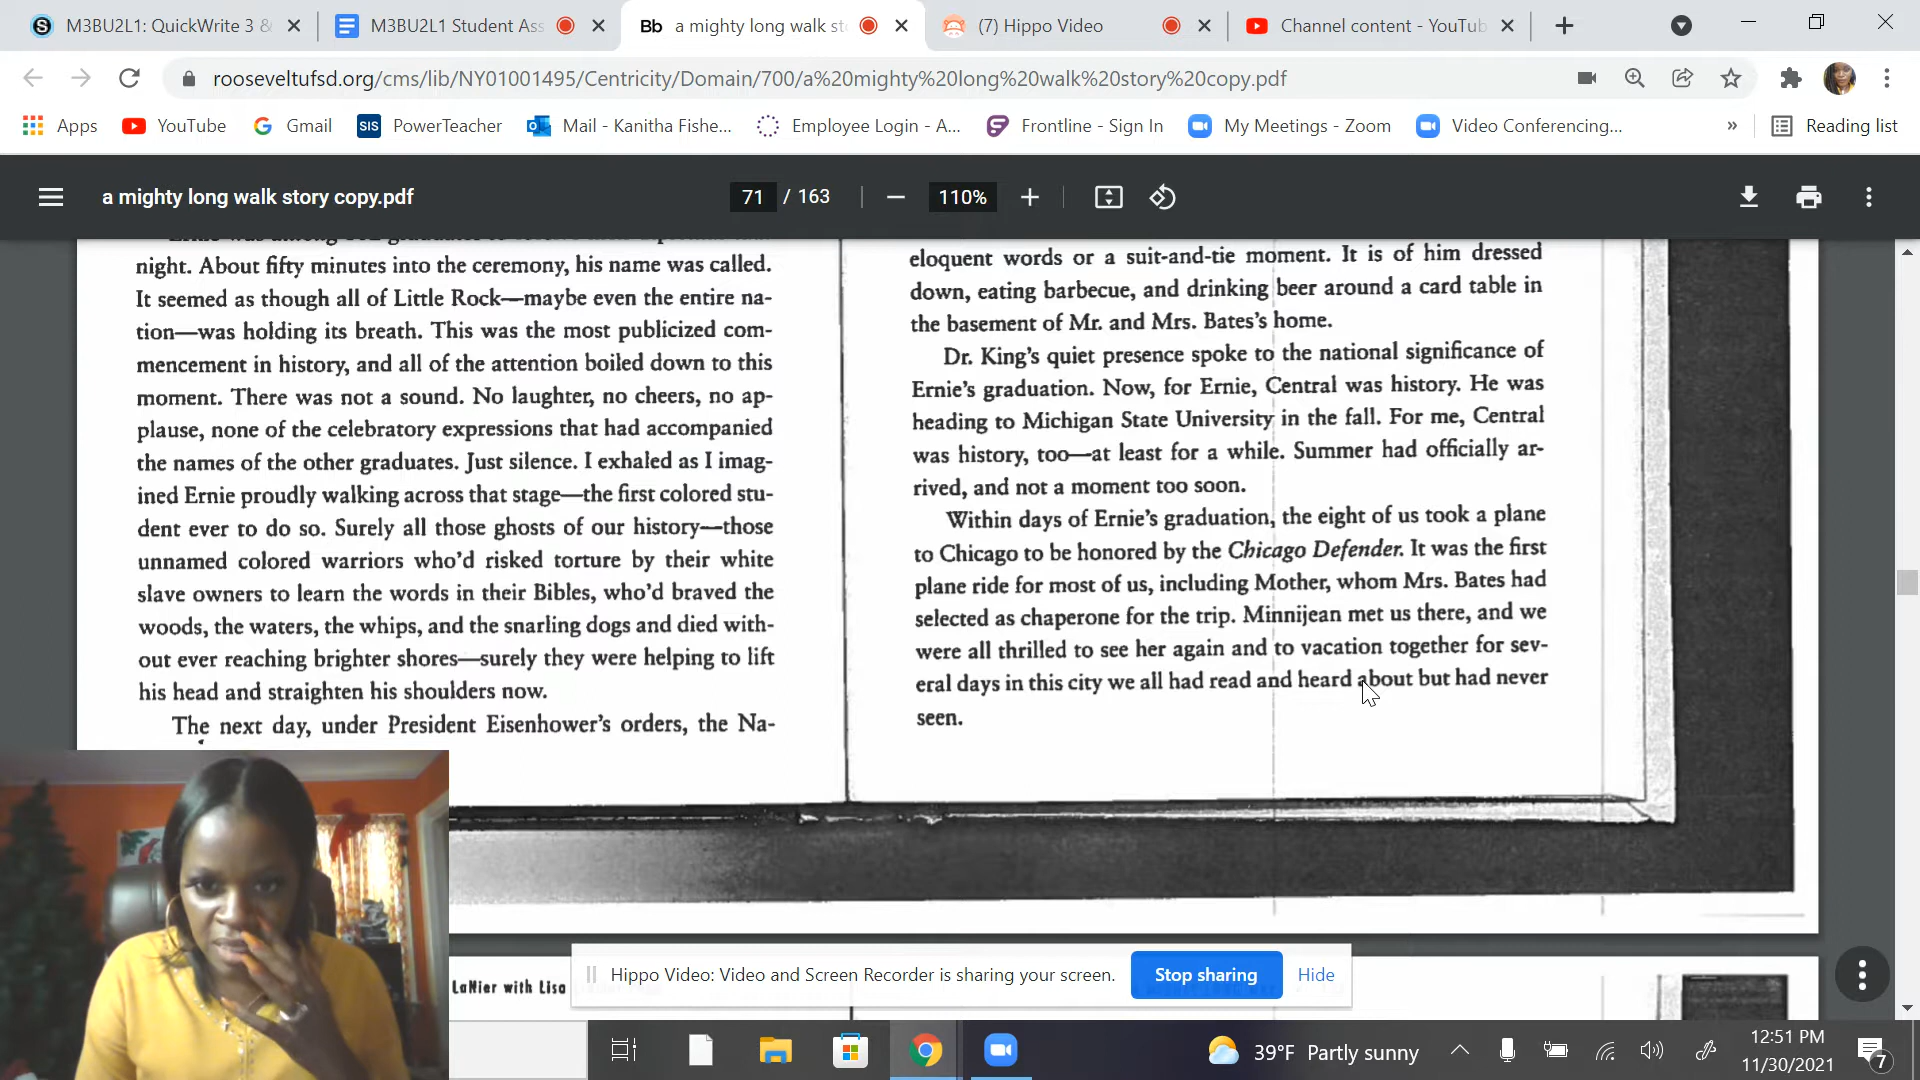 M3BU2L1: QuickWrite 3 &
M3BU2L1 Student Ass
Bb a mighty long walk sto
(7) Hippo Video
Channel content - YouTub
rooseveltufsd.org/cms/lib/NY01001495/Centricity/Domain/700/a%20mighty%20long%20walk%20story%20copy.pdf
Apps
YouTube
Gmail
SIS PowerTeacher
Mail - Kanitha Fishe...
Employee Login - A...
Frontline - Sign In
My Meetings - Zoom
Video Conferencing...
»
Reading list
a mighty long walk story copy.pdf
71 / 163
110%
night. About fifty minutes into the ceremony, his name was called.
It seemed as though all of Little Rock—maybe even the entire na-
tion—was holding its breath. This was the most publicized com-
mencement in history, and all of the attention boiled down to this
moment. There was not a sound. No laughter, no cheers, no ap-
plause, none of the celebratory expressions that had accompanied
the names of the other graduates. Just silence. I exhaled as I imag-
ined Ernie proudly walking across that stage—the first colored stu-
dent ever to do so. Surely all those ghosts of our history—those
unnamed colored warriors who'd risked torture by their white
slave owners to learn the words in their Bibles, who'd braved the
woods, the waters, the whips, and the snarling dogs and died with-
out ever reaching brighter shores—surely they were helping to lift
his head and straighten his shoulders now.
The next day, under President Eisenhower's orders, the Na-
eloquent words or a suit-and-tie moment. It is of him dressed
down, eating barbecue, and drinking beer around a card table in
the basement of Mr. and Mrs. Bates's home.
Dr. King's quiet presence spoke to the national significance of
Ernie's graduation. Now, for Ernie, Central was history. He was
heading to Michigan State University in the fall. For me, Central
was history, too—at least for a while. Summer had officially ar-
rived, and not a moment too soon.
Within days of Ernie's graduation, the eight of us took a plane
to Chicago to be honored by the Chicago Defender. It was the first
plane ride for most of us, including Mother, whom Mrs. Bates had
selected as chaperone for the trip. Minnijean met us there, and we
were all thrilled to see her again and to vacation together for sev-
eral days in this city we all had read and heard about but had never
seen.
LaNier with Lisa
Hippo Video: Video and Screen Recorder is sharing your screen.
Stop sharing
Hide
39°F Partly sunny
12:51 PM
11/30/2021
7